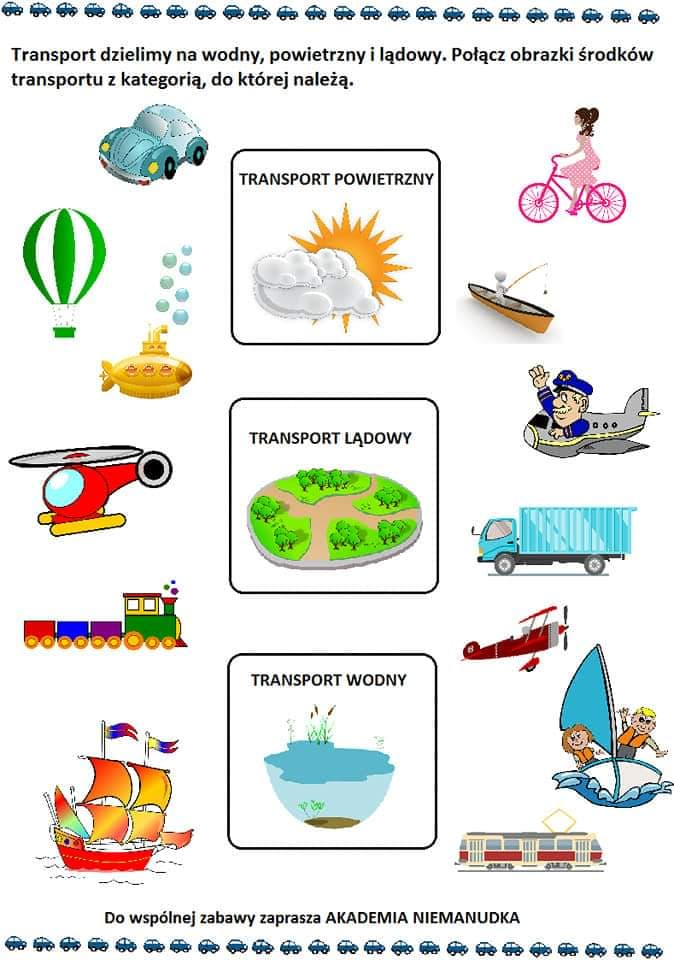 Transport dzielimy na wodny, powietrzny i lądowy. Połącz obrazki środków
transportu z kategorią, do której należą.
TRANSPORT POWIETRZNY
TRANSPORT LĄDOWY
TRANSPORT WODNY
Do wspólnej zabawy zaprasza AKADEMIA NIEMANUDKA